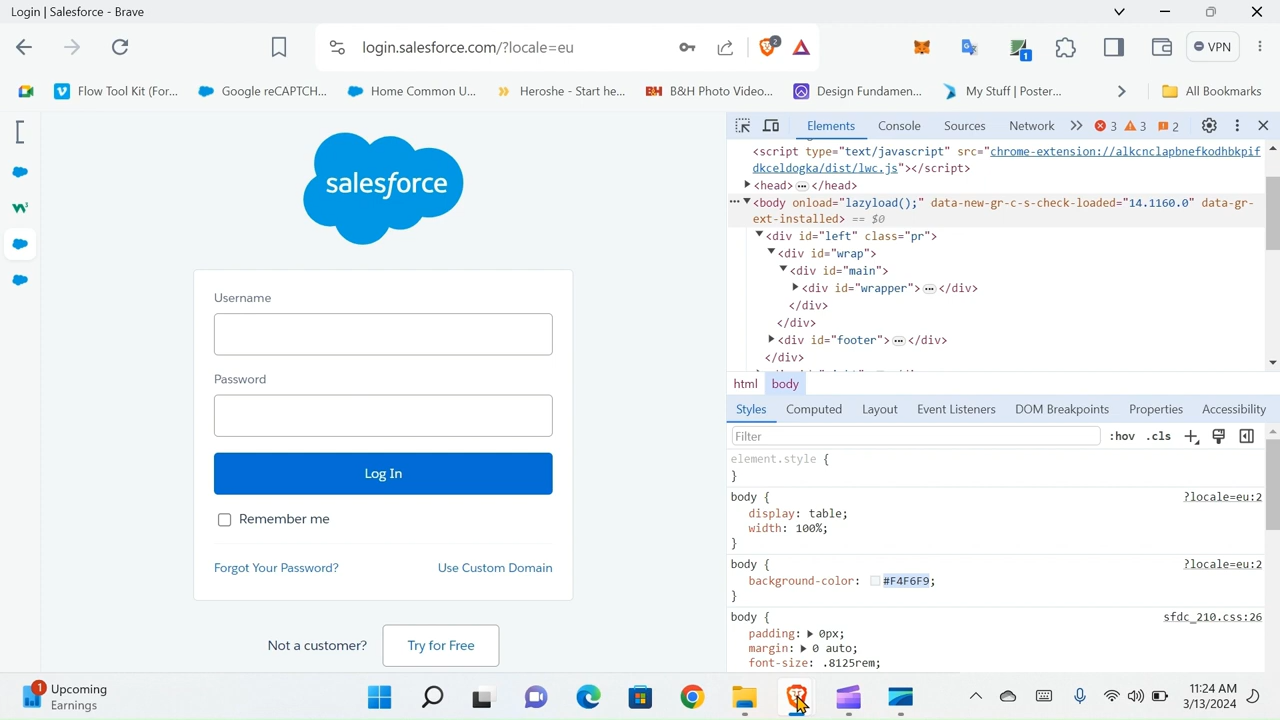 Login | Salesforce - Brave
login.salesforce.com/?locale=eu
2
1
VPN
Flow Tool Kit (For...
Google reCAPTCH...
Home Common U...
Heroshe - Start he...
B&H Photo Video...
Design Fundamen...
My Stuff | Poster...
All Bookmarks
salesforce
Username
Password
Log In
Remember me
Forgot Your Password?
Use Custom Domain
Not a customer?
Try for Free
Elements
Console
Sources
Network
3
3
2
<script type="text/javascript" src="chrome-extension://alkcnclapbnefkodhbkpif
dkceldogka/dist/lwc.js"></script>
<head>…</head>
<body onload="lazyload();" data-new-gr-c-s-check-loaded="14.1160.0" data-gr-
ext-installed> == $0
<div id="left" class="pr">
<div id="wrap">
<div id="main">
<div id="wrapper">…</div>
</div>
</div>
<div id="footer">…</div>
</div>
html
body
Styles
Computed
Layout
Event Listeners
DOM Breakpoints
Properties
Accessibility
Filter
:hov
.cls
element.style {
}
body {
?locale=eu:2
display: table;
width: 100%;
}
body {
?locale=eu:2
background-color: #F4F6F9;
}
body {
sfdc_210.css:26
padding: 0px;
margin: 0 auto;
font-size: .8125rem;
1
Upcoming
Earnings
11:24 AM
3/13/2024